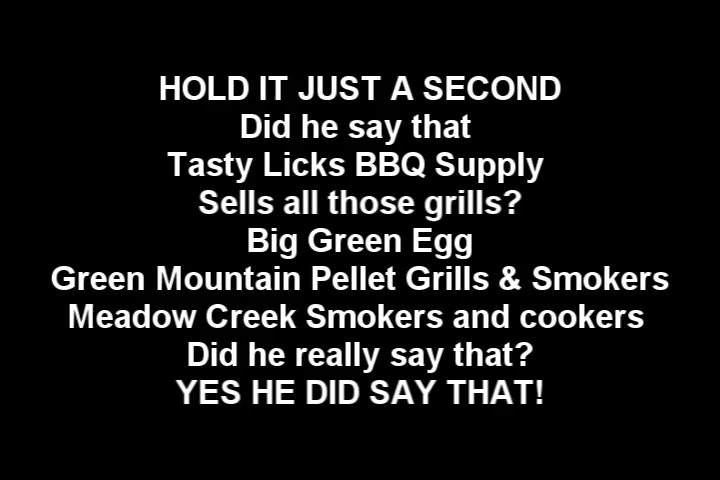 HOLD IT JUST A SECOND
Did he say that
Tasty Licks BBQ Supply
Sells all those grills?
Big Green Egg
Green Mountain Pellet Grills & Smokers
Meadow Creek Smokers and cookers
Did he really say that?
YES HE DID SAY THAT!